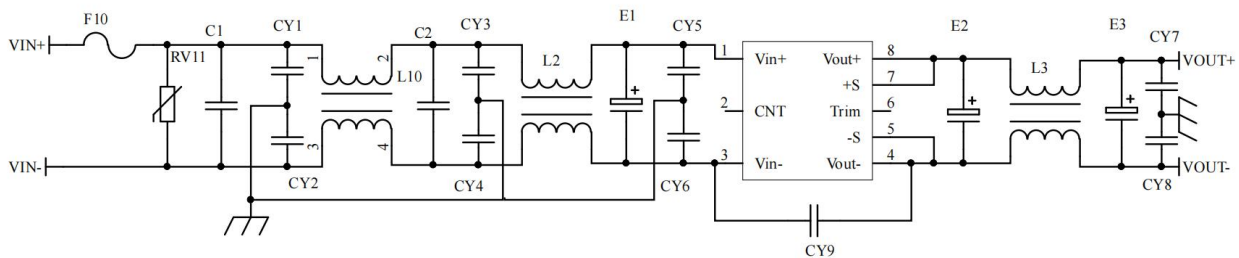 F10
C1
CY1
C2
CY3
E1
CY5
E2
E3
CY7
VIN+
RV11
1
2
L10
L2
1
Vin+
Vout+
8
L3
VOUT+
+S
7
+
2
CNT
Trim
6
+
+
3
4
-S
5
VIN-
3
Vin-
Vout-
4
VOUT-
CY2
CY4
CY6
CY8
CY9